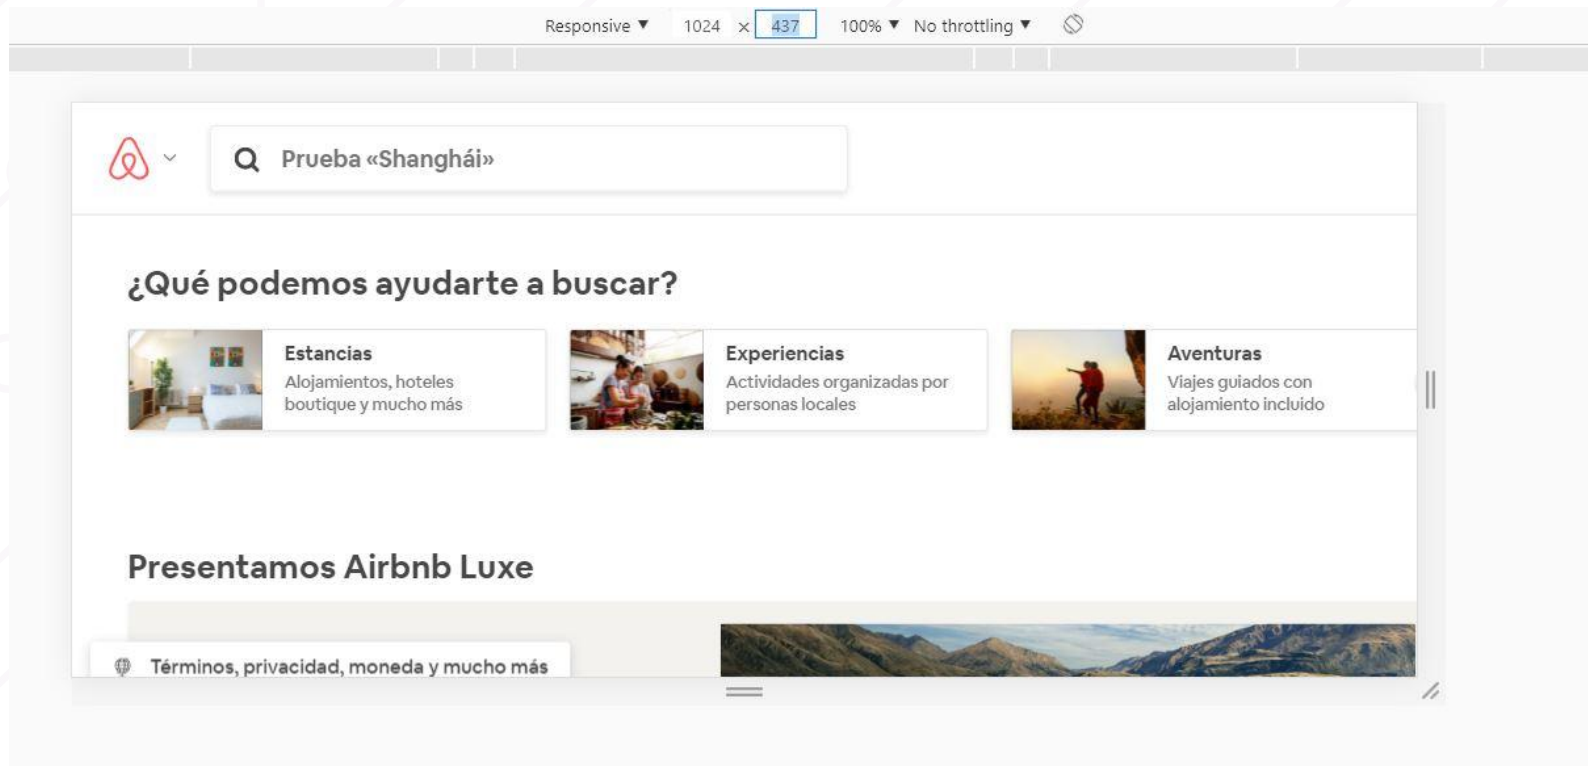 Responsive ▼ 1024 × 437 100% ▼ No throttling ▼
Prueba «Shanghái»
¿Qué podemos ayudarte a buscar?
Estancias
Alojamientos, hoteles
boutique y mucho más
Experiencias
Actividades organizadas por
personas locales
Aventuras
Viajes guiados con
alojamiento incluido
Presentamos Airbnb Luxe
Términos, privacidad, moneda y mucho más